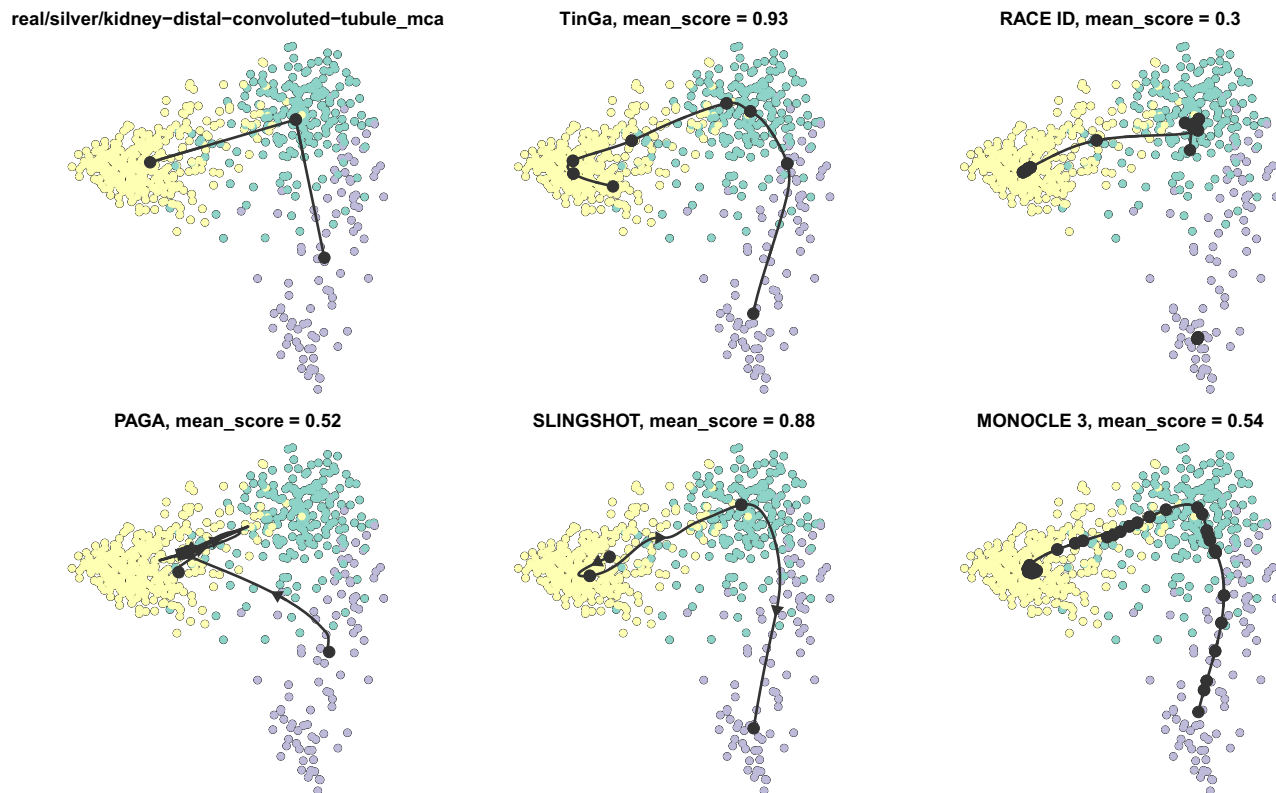 real/silver/kidney−distal−convoluted−tubule_mca
TinGa, mean_score = 0.93
RACE ID, mean_score = 0.3
PAGA, mean_score = 0.52
SLINGSHOT, mean_score = 0.88
MONOCLE 3, mean_score = 0.54